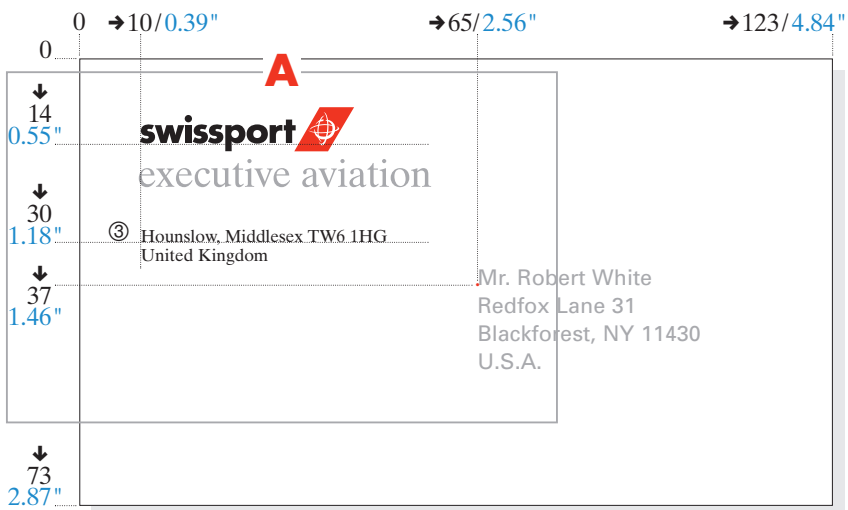 0 ➔10/0.39" ➔65/2.56" ➔123/4.84"
0
A
14
0.55"
swissport
executive aviation
30
1.18"
③ Hounslow, Middlesex TW6 1HG
United Kingdom
37
1.46"
Mr. Robert White
Redfox Lane 31
Blackforest, NY 11430
U.S.A.
73
2.87"